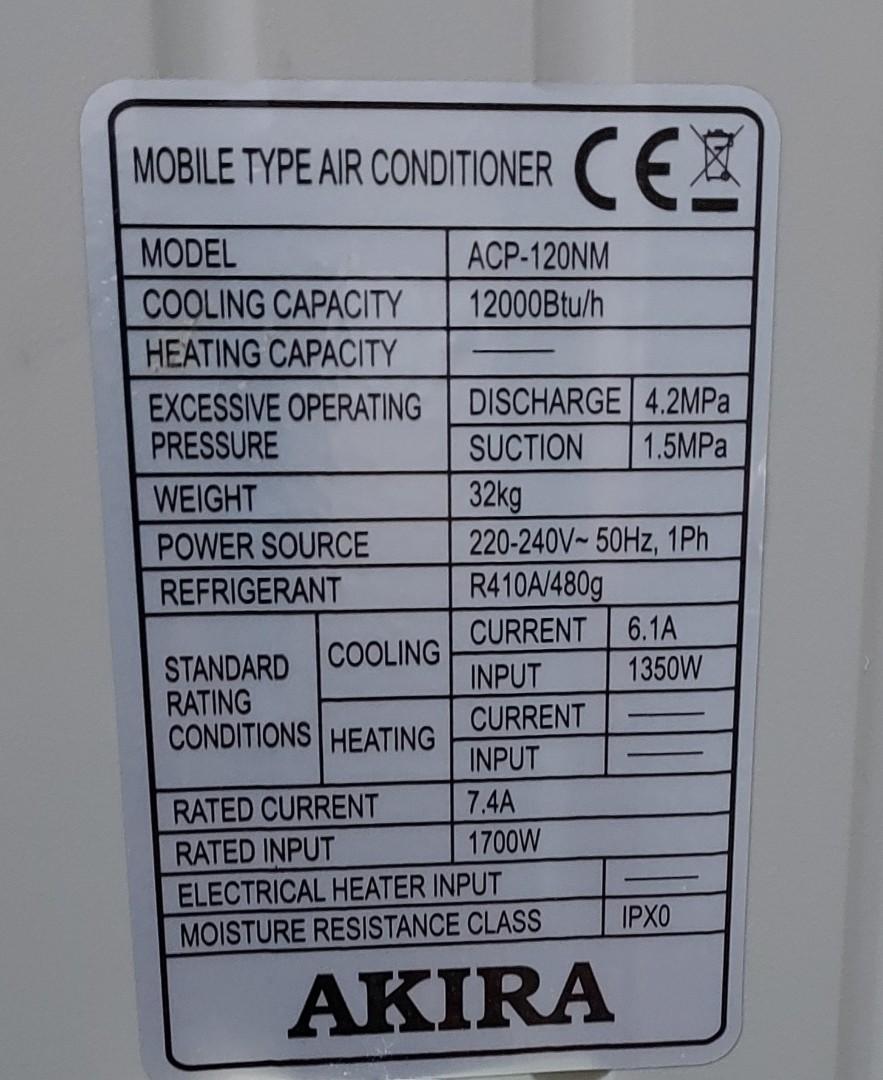 MOBILE TYPE AIR CONDITIONER CE
MODEL ACP-120NM
COOLING CAPACITY 12000Btu/h
HEATING CAPACITY ——
EXCESSIVE OPERATING PRESSURE DISCHARGE 4.2MPa
SUCTION 1.5MPa
WEIGHT 32kg
POWER SOURCE 220-240V~ 50Hz, 1Ph
REFRIGERANT R410A/480g
STANDARD RATING CONDITIONS COOLING CURRENT 6.1A
INPUT 1350W
HEATING CURRENT ——
INPUT ——
RATED CURRENT 7.4A
RATED INPUT 1700W
ELECTRICAL HEATER INPUT ——
MOISTURE RESISTANCE CLASS IPX0
AKIRA